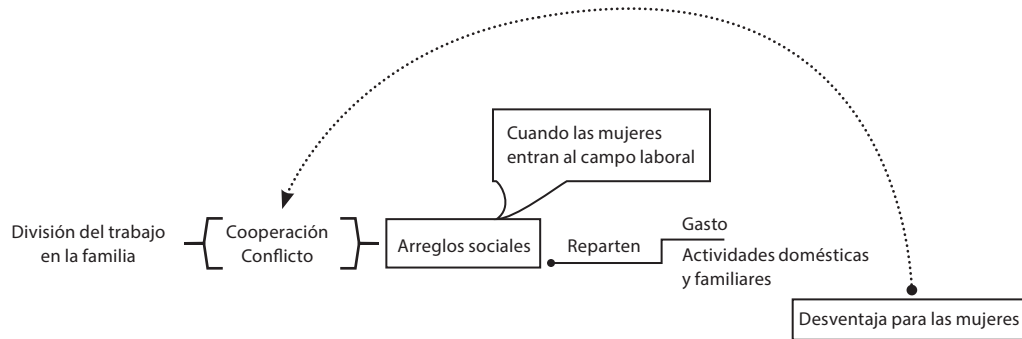 Cuando las mujeres
entran al campo laboral
División del trabajo
en la familia
Cooperación
Conflicto
Arreglos sociales
Reparten
Gasto
Actividades domésticas
y familiares
Desventaja para las mujeres